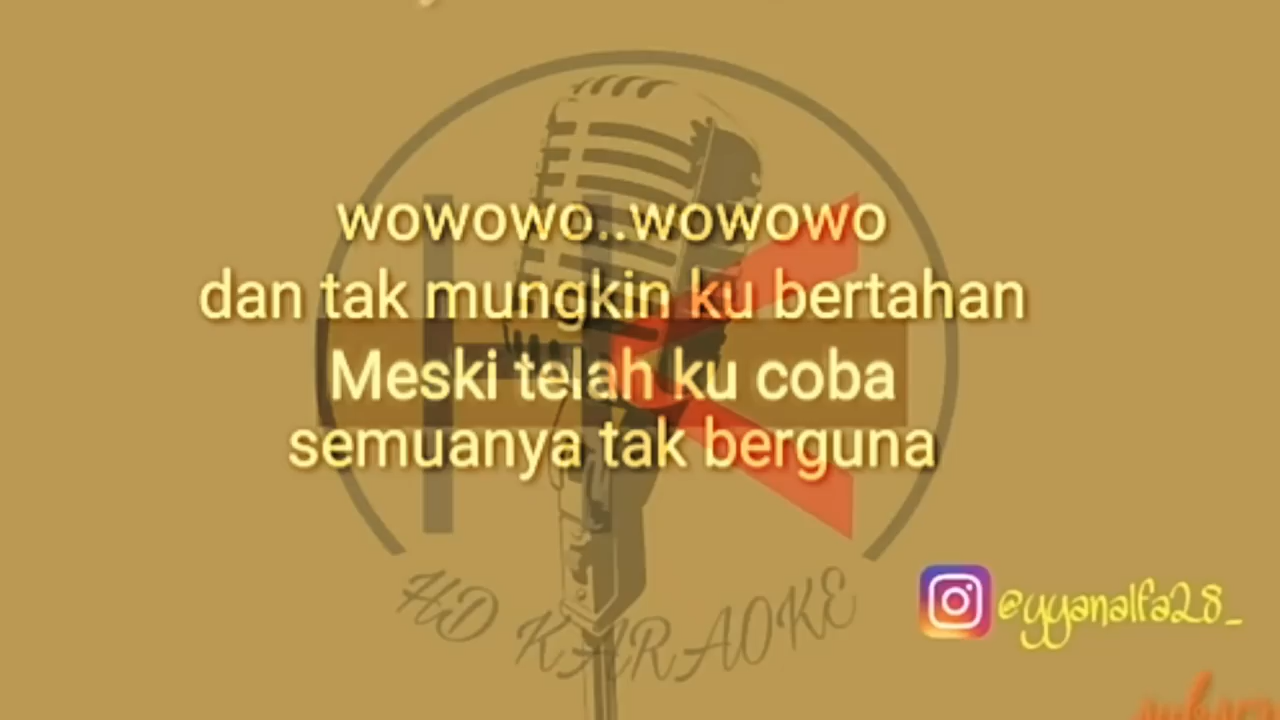 wowowo..wowowo
dan tak mungkin ku bertahan
Meski telah ku coba
semuanya tak berguna
HD KARAOKE
@yyanalfa28_